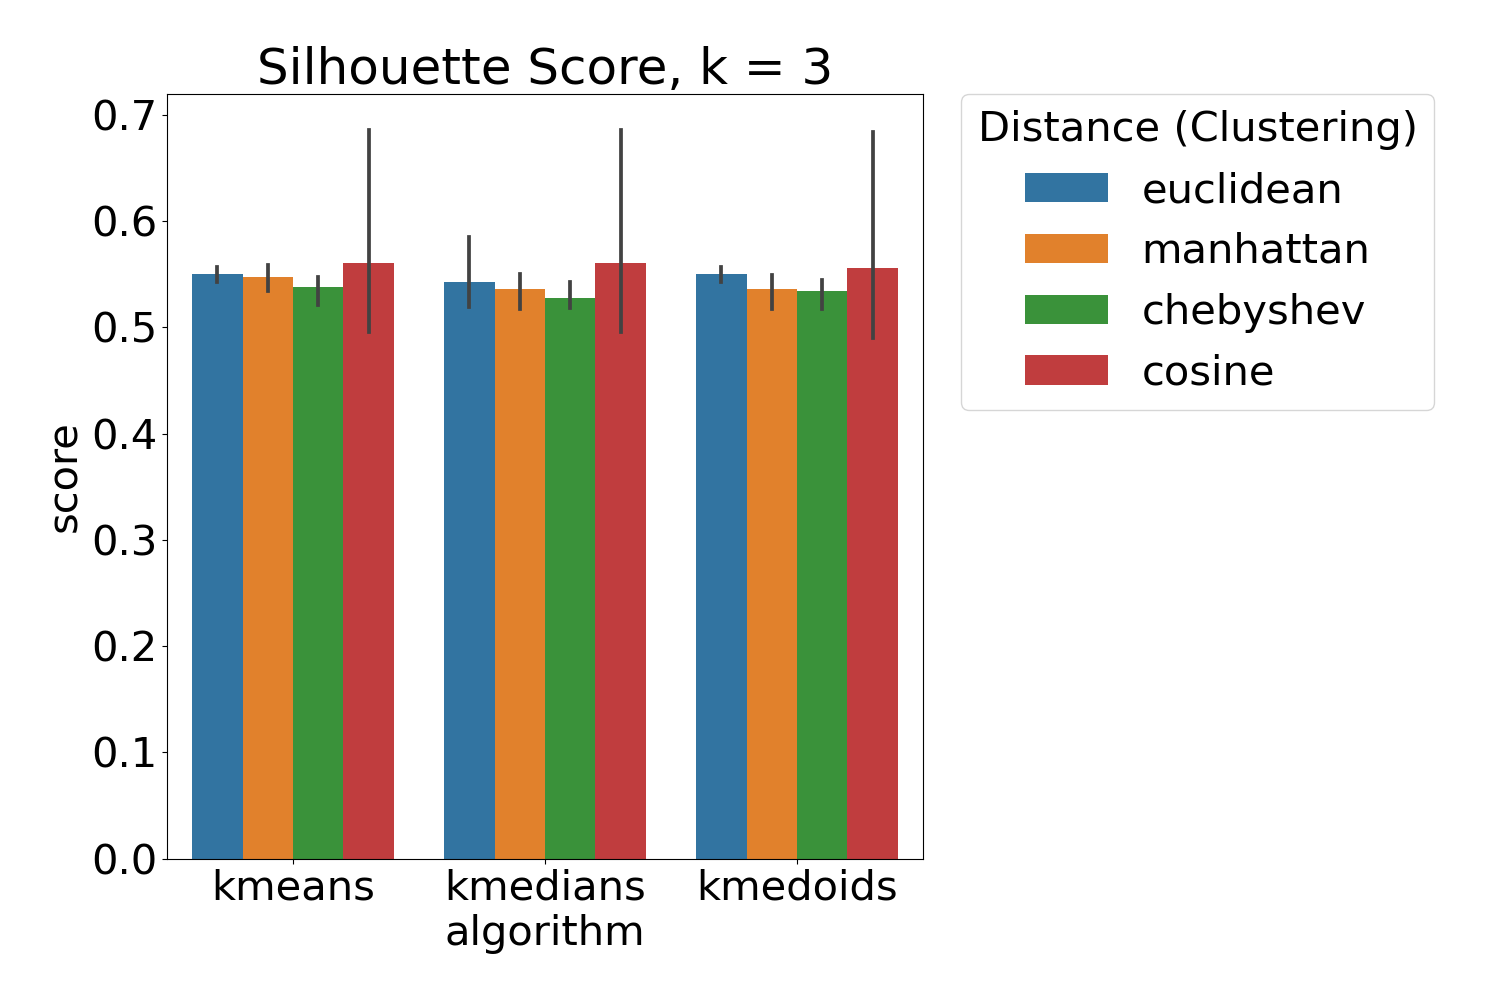 Silhouette Score, k = 3
0.7
0.6
0.5
0.4
0.3
0.2
0.1
0.0
score
kmeans kmedians kmedoids
algorithm
Distance (Clustering)
euclidean
manhattan
chebyshev
cosine